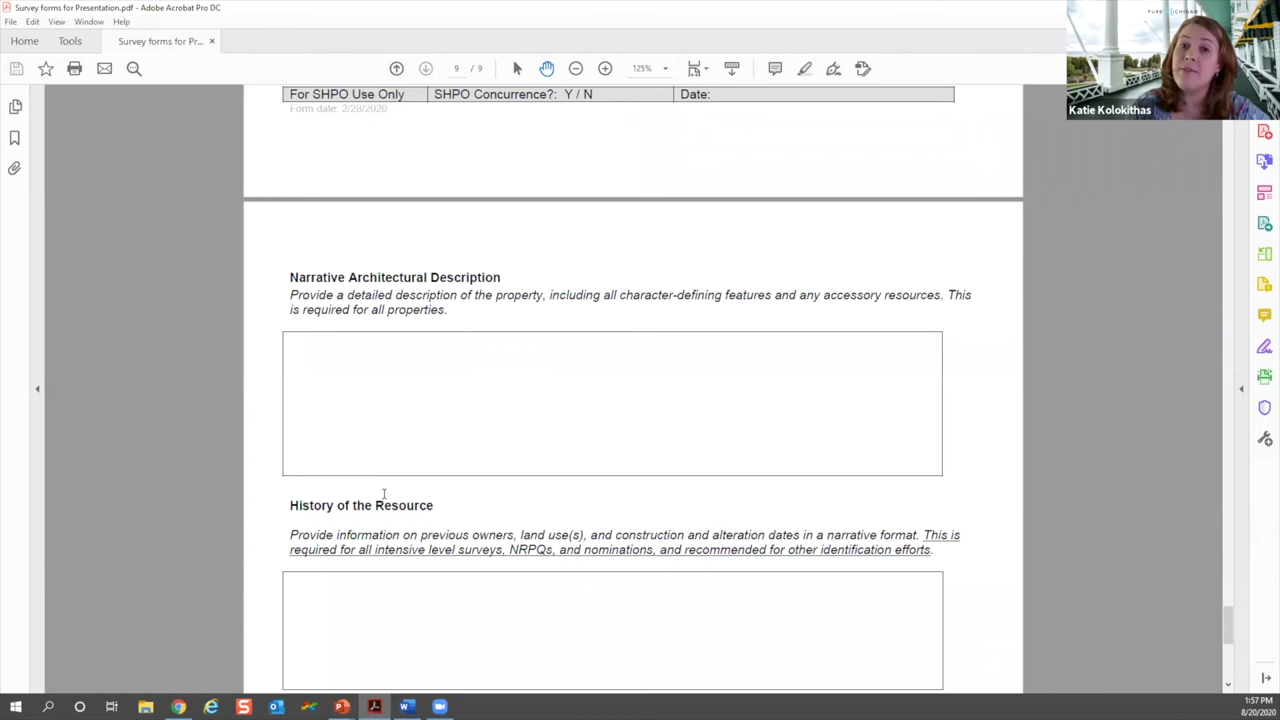 Survey forms for Presentation.pdf - Adobe Acrobat Pro DC
File Edit View Window Help
Home Tools Survey forms for Pr... ×
9 / 9 125%
PURE MICHIGAN
Katie Kolokithas
For SHPO Use Only SHPO Concurrence?: Y / N Date:
Form date: 2/28/2020
Narrative Architectural Description
Provide a detailed description of the property, including all character-defining features and any accessory resources. This
is required for all properties.
History of the Resource
Provide information on previous owners, land use(s), and construction and alteration dates in a narrative format. This is
required for all intensive level surveys, NRPQs, and nominations, and recommended for other identification efforts.
1:57 PM
8/20/2020